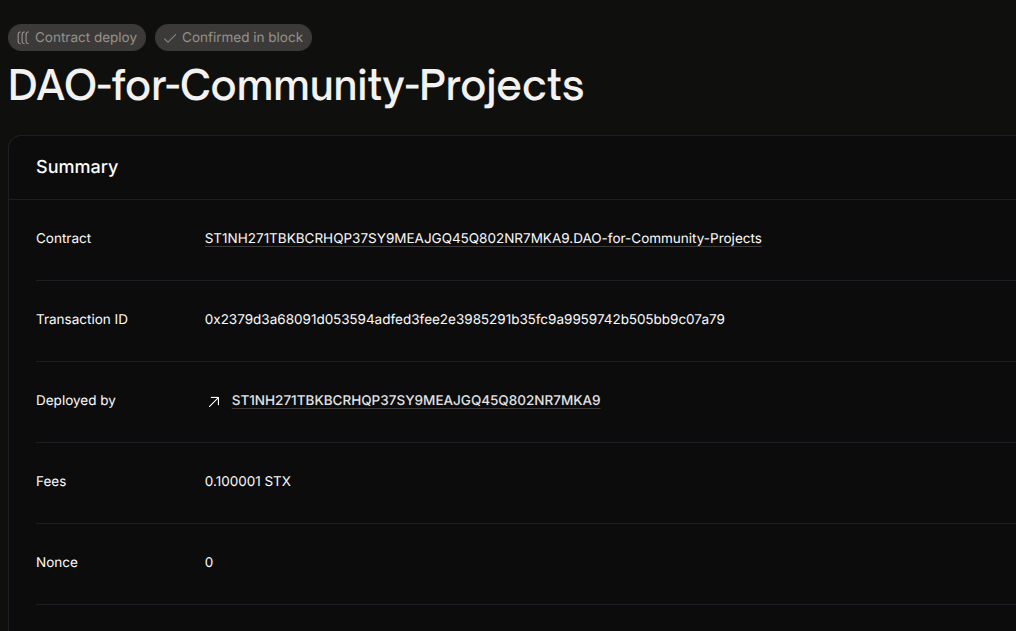 Contract deploy Confirmed in block
DAO-for-Community-Projects
Summary
Contract ST1NH271TBKBCRHQP37SY9MEAJGQ45Q802NR7MKA9.DAO-for-Community-Projects
Transaction ID 0x2379d3a68091d053594adfed3fee2e3985291b35fc9a9959742b505bb9c07a79
Deployed by ST1NH271TBKBCRHQP37SY9MEAJGQ45Q802NR7MKA9
Fees 0.100001 STX
Nonce 0